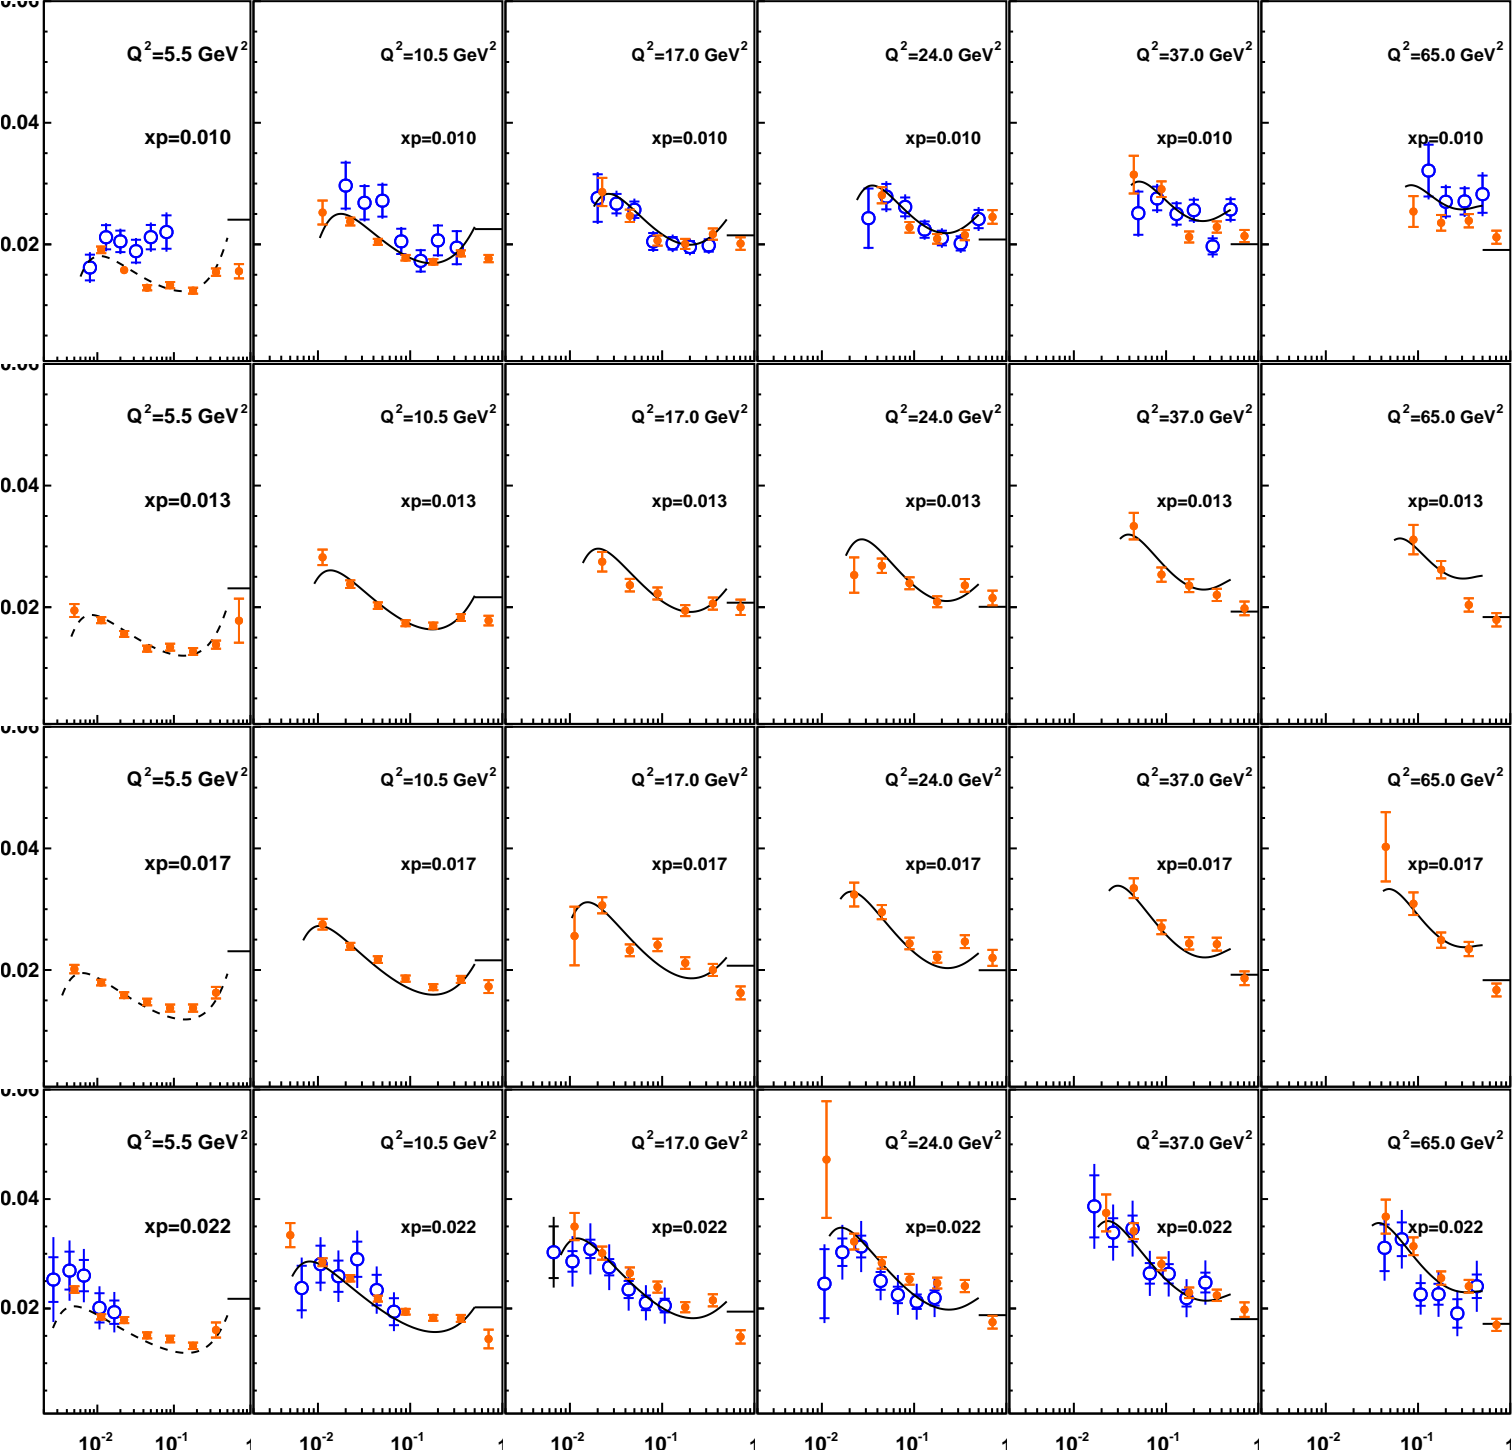 0.06
Q²=5.5 GeV² Q²=10.5 GeV² Q²=17.0 GeV² Q²=24.0 GeV² Q²=37.0 GeV² Q²=65.0 GeV²
0.04 xp=0.010 xp=0.010 xp=0.010 xp=0.010 xp=0.010 xp=0.010
0.02
0.06
Q²=5.5 GeV² Q²=10.5 GeV² Q²=17.0 GeV² Q²=24.0 GeV² Q²=37.0 GeV² Q²=65.0 GeV²
0.04 xp=0.013 xp=0.013 xp=0.013 xp=0.013 xp=0.013 xp=0.013
0.02
0.06
Q²=5.5 GeV² Q²=10.5 GeV² Q²=17.0 GeV² Q²=24.0 GeV² Q²=37.0 GeV² Q²=65.0 GeV²
0.04 xp=0.017 xp=0.017 xp=0.017 xp=0.017 xp=0.017 xp=0.017
0.02
0.06
Q²=5.5 GeV² Q²=10.5 GeV² Q²=17.0 GeV² Q²=24.0 GeV² Q²=37.0 GeV² Q²=65.0 GeV²
0.04 xp=0.022 xp=0.022 xp=0.022 xp=0.022 xp=0.022 xp=0.022
0.02
10⁻² 10⁻¹ 1 10⁻² 10⁻¹ 1 10⁻² 10⁻¹ 1 10⁻² 10⁻¹ 1 10⁻² 10⁻¹ 1 10⁻² 10⁻¹ 1